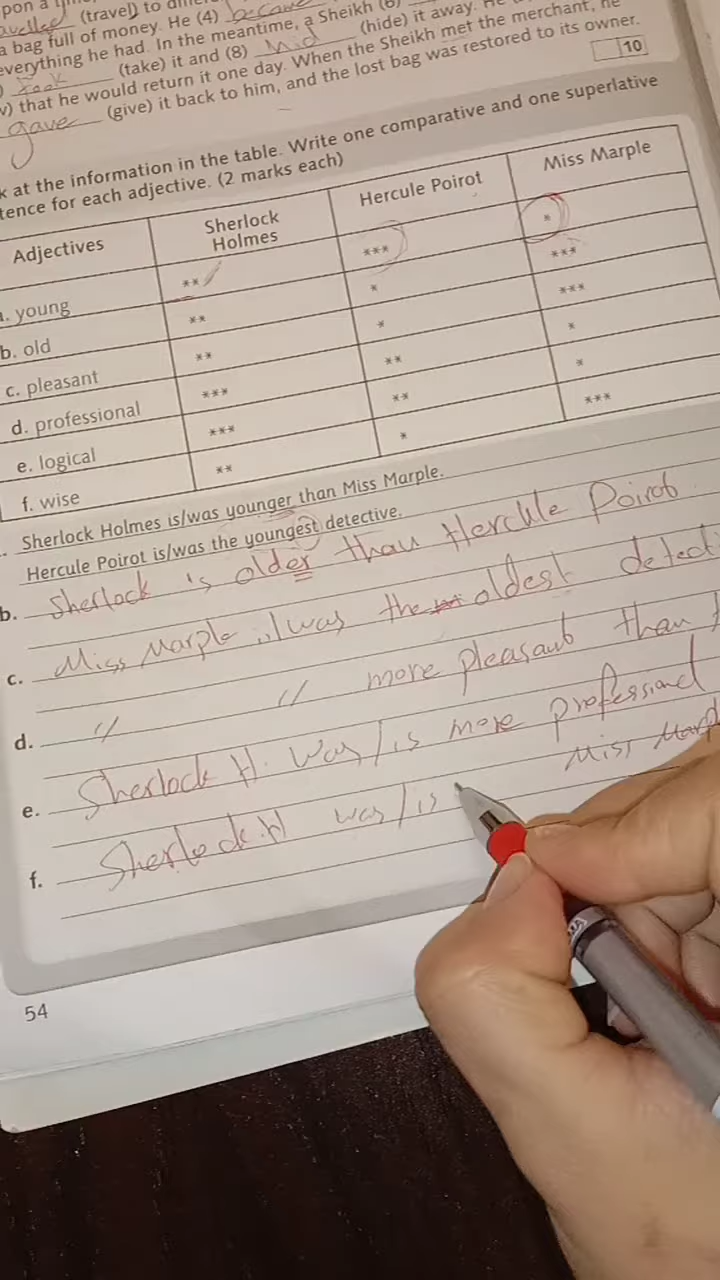 pon a
avelled (travel) to
a bag full of money. He (4) became
everything he had. In the meantime, a Sheikh (6)
) took (take) it and (8) hid (hide) it away. He
w) that he would return it one day. When the Sheikh met the merchant, he
gave (give) it back to him, and the lost bag was restored to its owner.
10
k at the information in the table. Write one comparative and one superlative
tence for each adjective. (2 marks each)
Adjectives Sherlock Holmes Hercule Poirot Miss Marple
. young ** *** *
b. old ** * ***
c. pleasant ** * ***
d. professional *** ** *
e. logical *** ** *
f. wise ** * ***
. Sherlock Holmes is/was younger than Miss Marple.
Hercule Poirot is/was the youngest detective.
b. Sherlock is older than Hercule Poirot
Miss Marple is/was the oldest detecti
c. // // more pleasant than
d.
Sherlock H. was/is more professional
e. Miss Marp
Sherlock.H was/is
f.
54